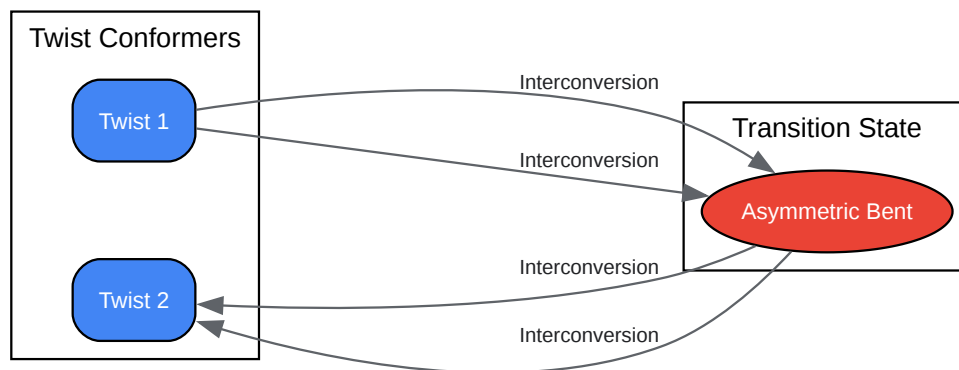 Twist Conformers
Twist 1
Twist 2
Interconversion
Interconversion
Interconversion
Interconversion
Transition State
Asymmetric Bent